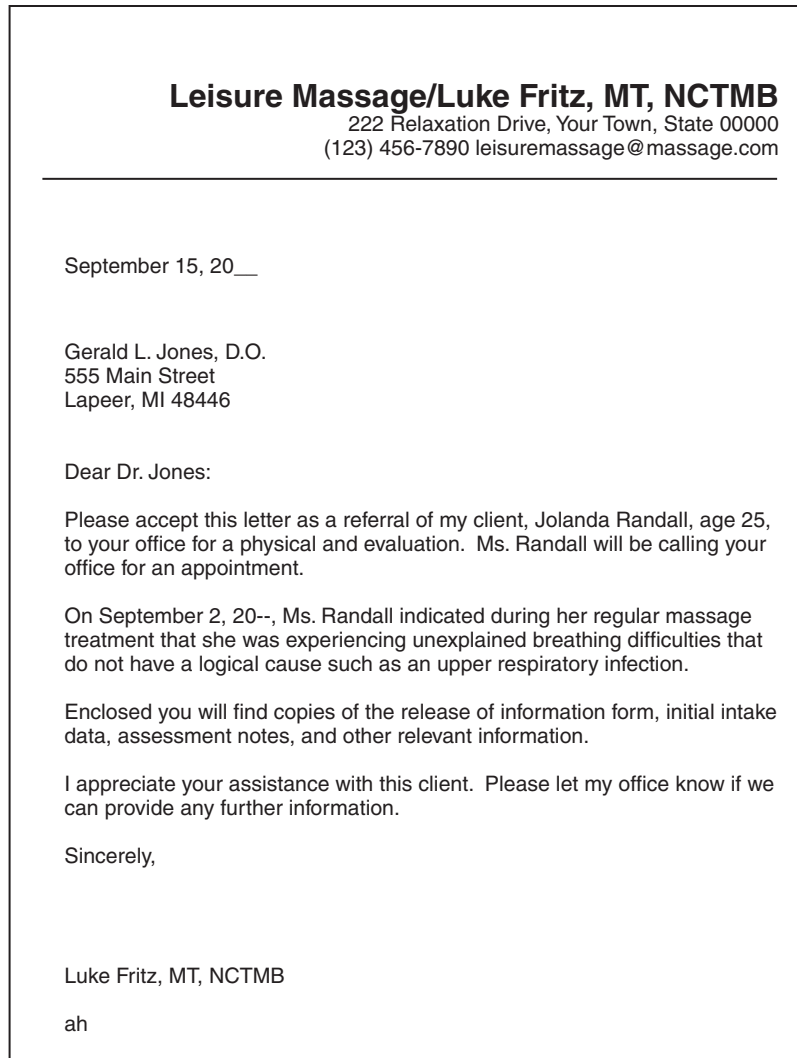 Leisure Massage/Luke Fritz, MT, NCTMB
222 Relaxation Drive, Your Town, State 00000
(123) 456-7890 leisuremassage@massage.com
September 15, 20__
Gerald L. Jones, D.O.
555 Main Street
Lapeer, MI 48446
Dear Dr. Jones:
Please accept this letter as a referral of my client, Jolanda Randall, age 25,
to your office for a physical and evaluation.  Ms. Randall will be calling your
office for an appointment.
On September 2, 20--, Ms. Randall indicated during her regular massage
treatment that she was experiencing unexplained breathing difficulties that
do not have a logical cause such as an upper respiratory infection.
Enclosed you will find copies of the release of information form, initial intake
data, assessment notes, and other relevant information.
I appreciate your assistance with this client.  Please let my office know if we
can provide any further information.
Sincerely,
Luke Fritz, MT, NCTMB
ah